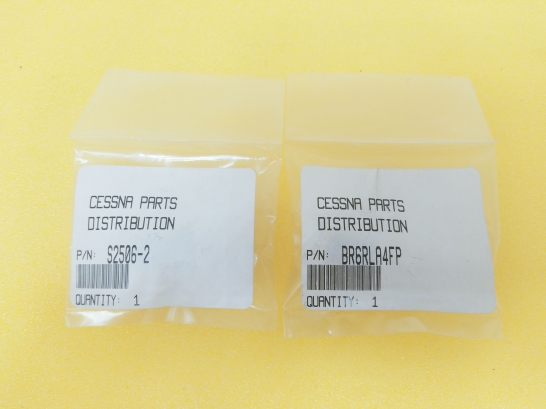 CESSNA PARTS
DISTRIBUTION
P/N: S2506-2
QUANTITY: 1
CESSNA PARTS
DISTRIBUTION
P/N: BR6RLA4FP
QUANTITY: 1